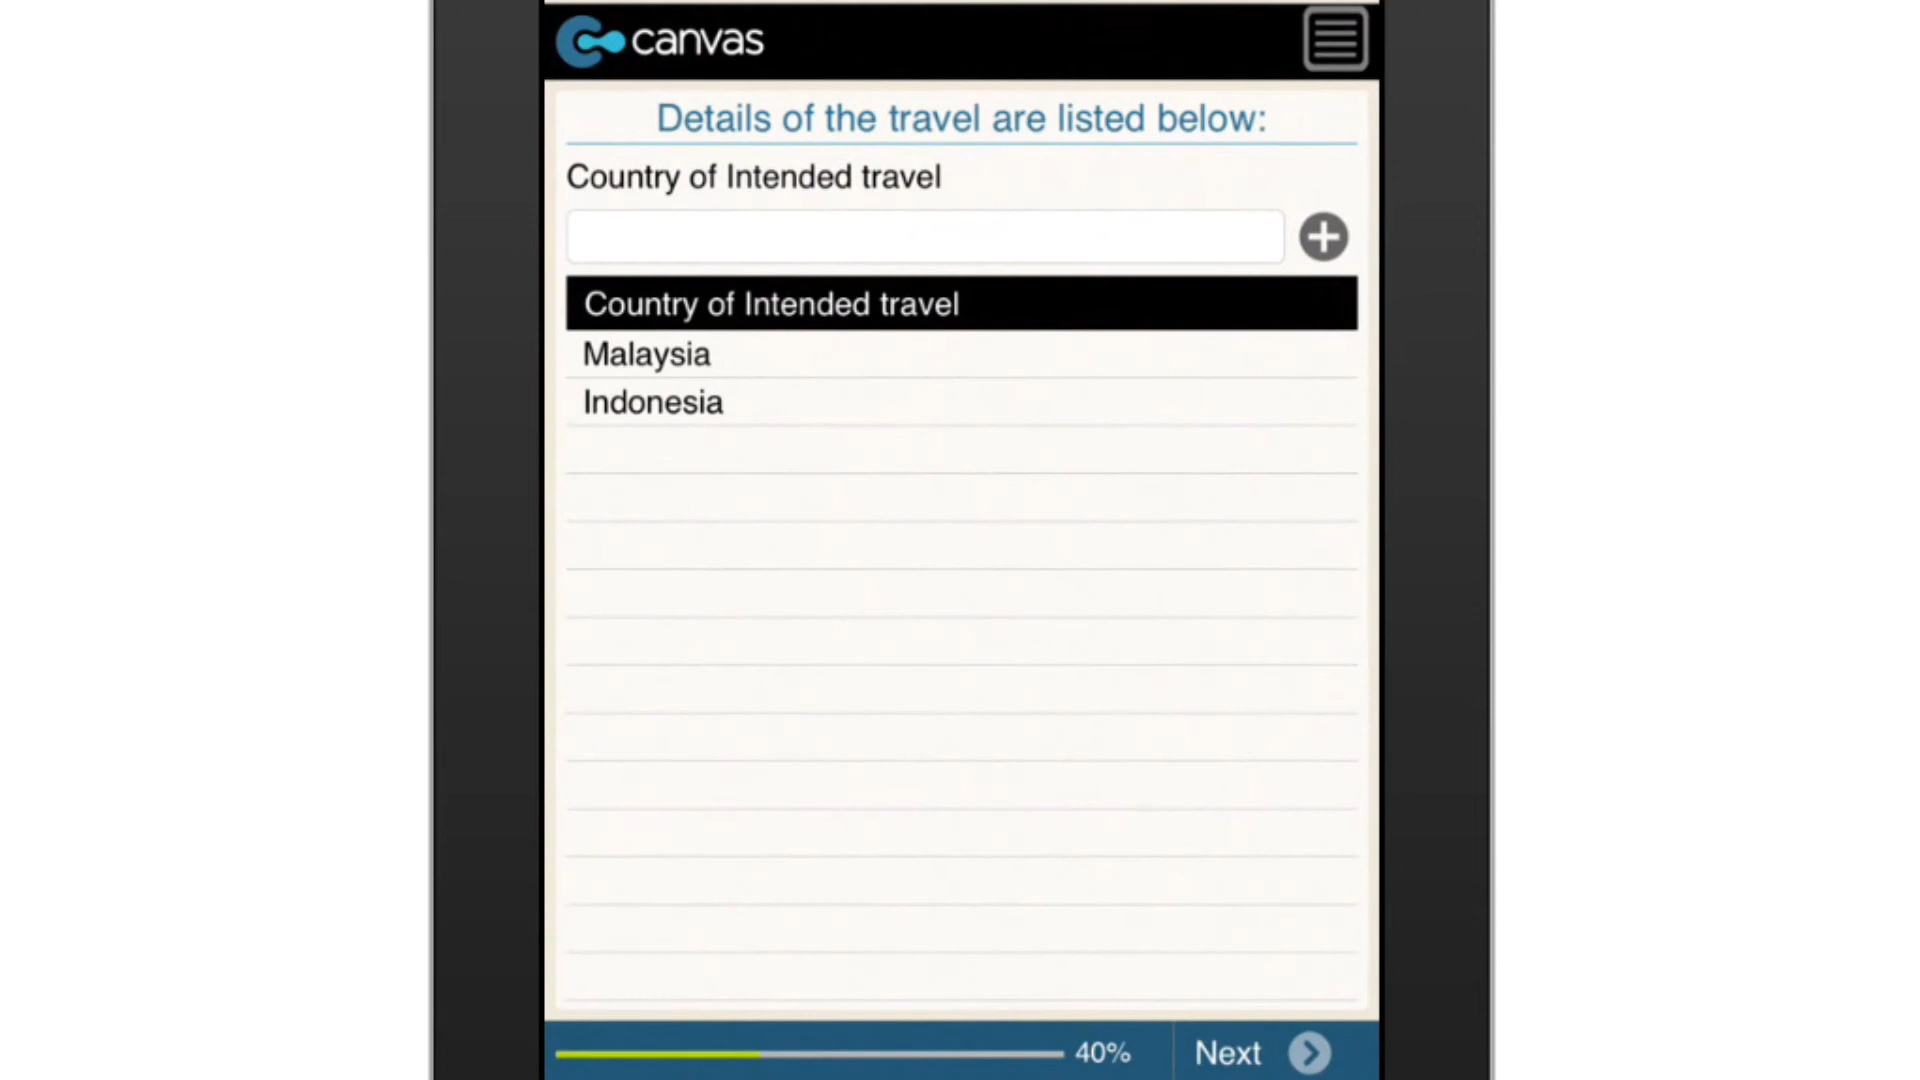 canvas
Details of the travel are listed below:
Country of Intended travel
Country of Intended travel
Malaysia
Indonesia
40% Next